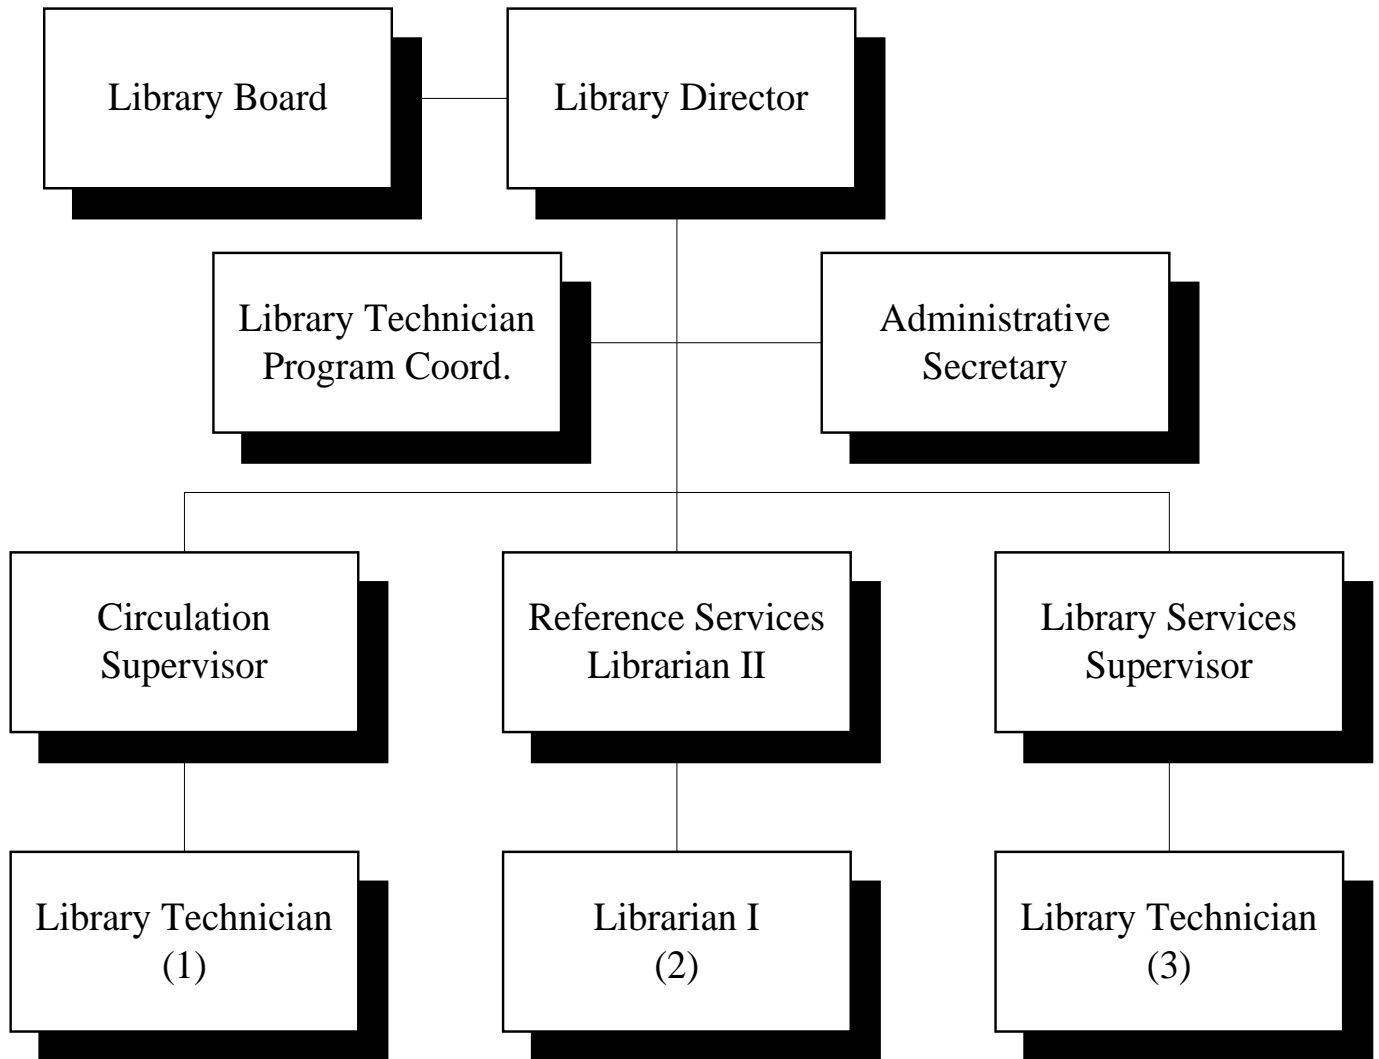 Library Board
Library Director
Library Technician
Program Coord.
Administrative
Secretary
Circulation
Supervisor
Reference Services
Librarian II
Library Services
Supervisor
Library Technician
(1)
Librarian I
(2)
Library Technician
(3)